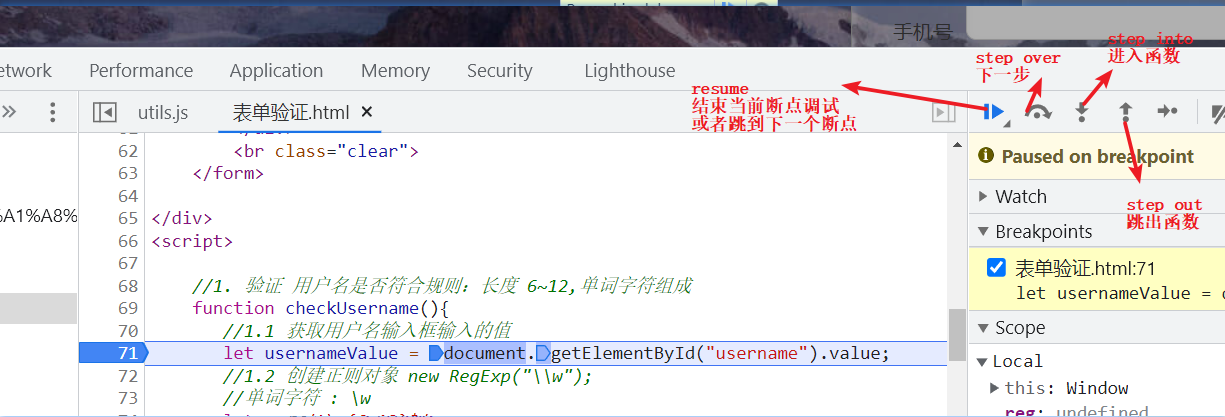 手机号
step into
进入函数
step over
下一步
etwork Performance Application Memory Security Lighthouse
resume
结束当前断点调试
或者跳到下一个断点
utils.js 表单验证.html ×
62 <br class="clear">
63 </form>
64
65 </div>
66 <script>
67
68 //1. 验证 用户名是否符合规则：长度 6~12,单词字符组成
69 function checkUsername(){
70 //1.1 获取用户名输入框输入的值
71 let usernameValue = document.getElementById("username").value;
72 //1.2 创建正则对象 new RegExp("\\w");
73 //单词字符 : \w
%A1%A8%
Paused on breakpoint
Watch
step out
跳出函数
Breakpoints
表单验证.html:71
let usernameValue =
Scope
Local
this: Window
reg: undefined